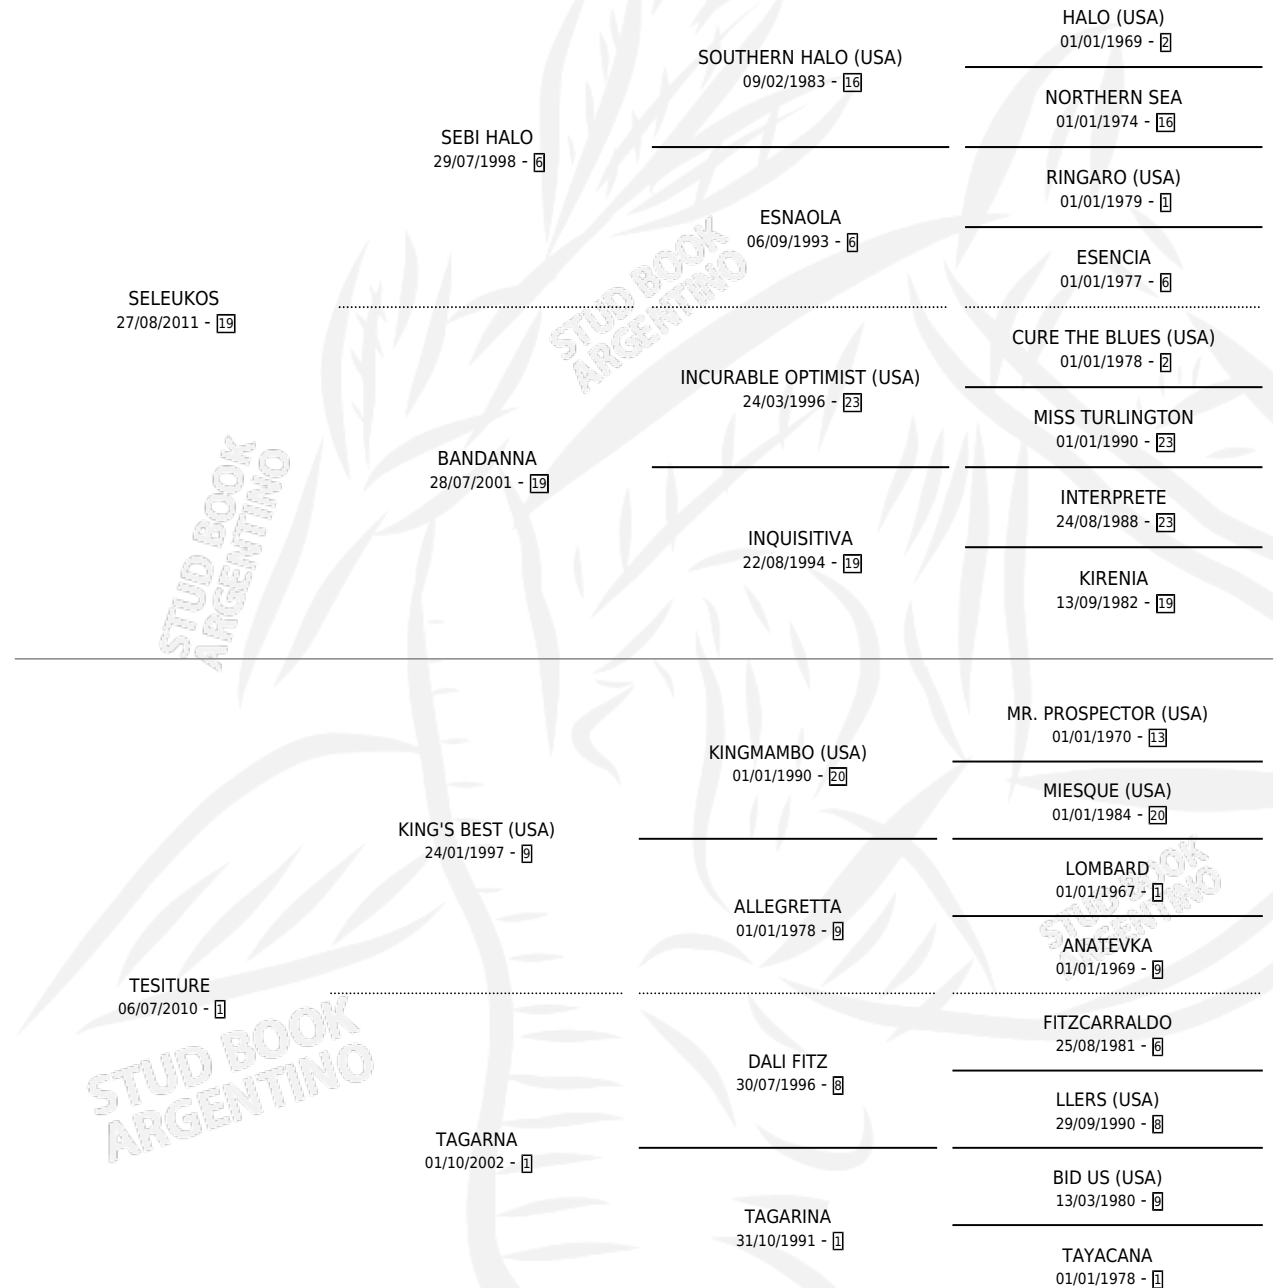 HALO (USA)
01/01/1969 - 2
SOUTHERN HALO (USA)
09/02/1983 - 16
NORTHERN SEA
01/01/1974 - 16
SEBI HALO
29/07/1998 - 6
RINGARO (USA)
01/01/1979 - 1
ESNAOLA
06/09/1993 - 6
ESENCIA
01/01/1977 - 6
SELEUKOS
27/08/2011 - 19
CURE THE BLUES (USA)
01/01/1978 - 2
INCURABLE OPTIMIST (USA)
24/03/1996 - 23
MISS TURLINGTON
01/01/1990 - 23
BANDANNA
28/07/2001 - 19
INTERPRETE
24/08/1988 - 23
INQUISITIVA
22/08/1994 - 19
KIRENIA
13/09/1982 - 19
STUD BOOK
ARGENTINO
STUD BOOK
ARGENTINO
MR. PROSPECTOR (USA)
01/01/1970 - 13
KINGMAMBO (USA)
01/01/1990 - 20
MIESQUE (USA)
01/01/1984 - 20
KING'S BEST (USA)
24/01/1997 - 9
LOMBARD
01/01/1967 - 1
ALLEGRETTA
01/01/1978 - 9
ANATEVKA
01/01/1969 - 9
TESITURE
06/07/2010 - 1
FITZCARRALDO
25/08/1981 - 6
DALI FITZ
30/07/1996 - 8
LLERS (USA)
29/09/1990 - 8
TAGARNA
01/10/2002 - 1
BID US (USA)
13/03/1980 - 9
TAGARINA
31/10/1991 - 1
TAYACANA
01/01/1978 - 1
STUD BOOK
ARGENTINO
STUD BOOK
ARGENTINO